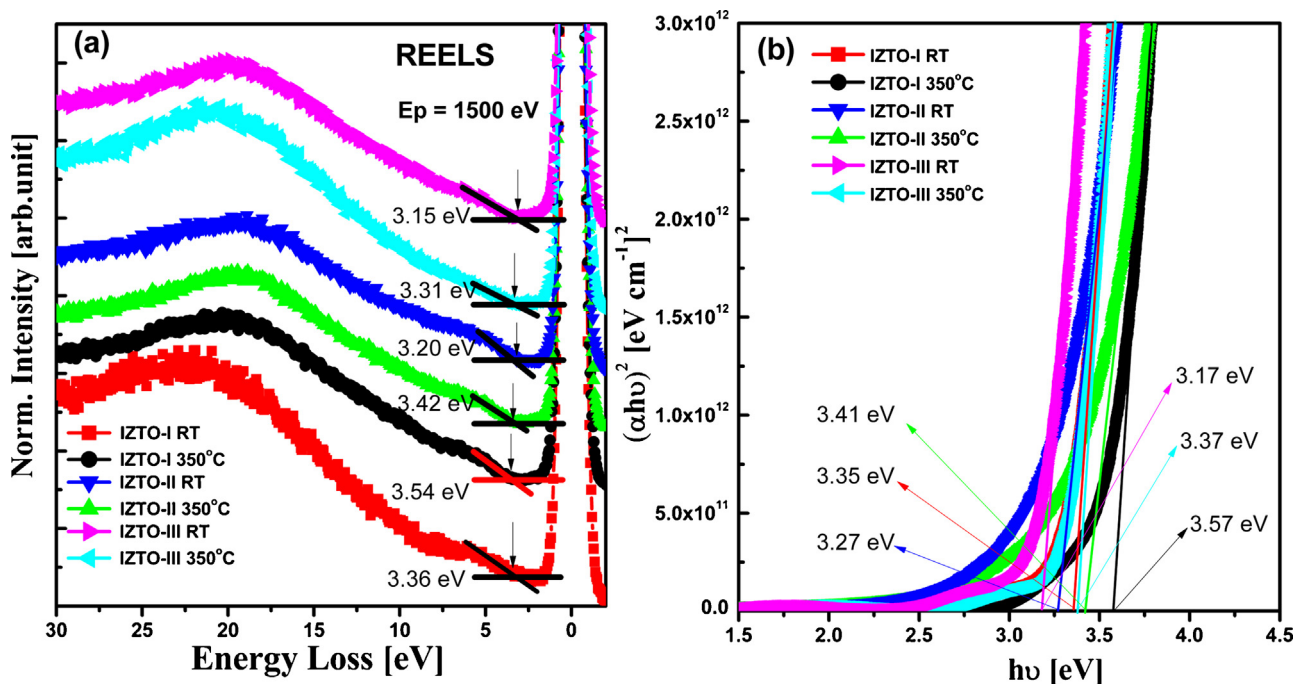 (a)
REELS
Ep = 1500 eV
3.15 eV
3.31 eV
3.20 eV
3.42 eV
3.54 eV
3.36 eV
IZTO-I RT
IZTO-I 350°C
IZTO-II RT
IZTO-II 350°C
IZTO-III RT
IZTO-III 350°C
Norm. Intensity [arb.unit]
30 25 20 15 10 5 0
Energy Loss [eV]
(b)
IZTO-I RT
IZTO-I 350°C
IZTO-II RT
IZTO-II 350°C
IZTO-III RT
IZTO-III 350°C
3.0x10¹²
2.5x10¹²
2.0x10¹²
1.5x10¹²
1.0x10¹²
5.0x10¹¹
0.0
(αhυ)² [eV cm⁻¹]²
3.41 eV
3.35 eV
3.27 eV
3.17 eV
3.37 eV
3.57 eV
1.5 2.0 2.5 3.0 3.5 4.0 4.5
hυ [eV]